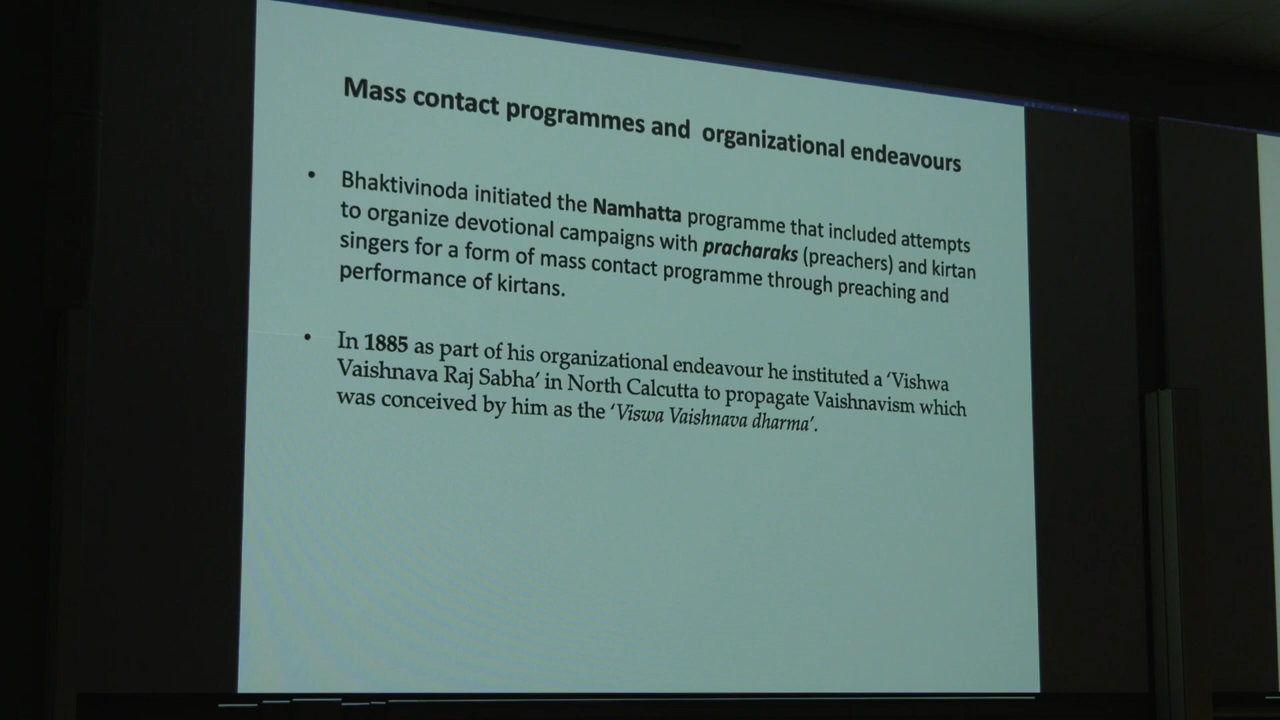 Mass contact programmes and organizational endeavours
• Bhaktivinoda initiated the Namhatta programme that included attempts
to organize devotional campaigns with pracharaks (preachers) and kirtan
singers for a form of mass contact programme through preaching and
performance of kirtans.
• In 1885 as part of his organizational endeavour he instituted a ‘Vishwa
Vaishnava Raj Sabha’ in North Calcutta to propagate Vaishnavism which
was conceived by him as the ‘Viswa Vaishnava dharma’.